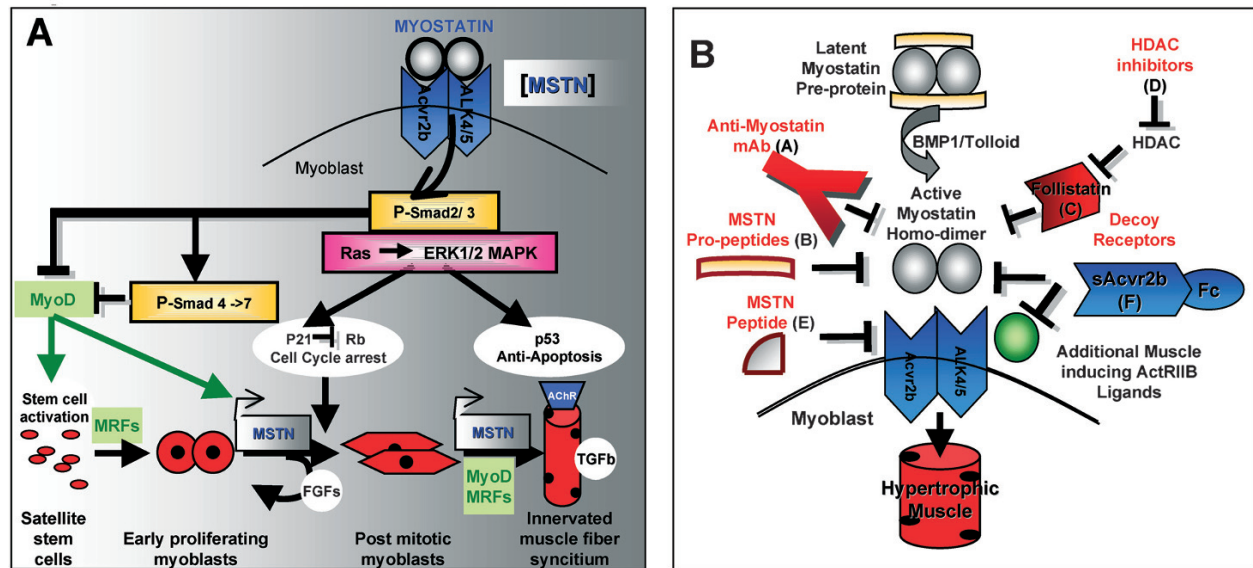 A
MYOSTATIN
Acvr2b
ALK4/5
[MSTN]
Myoblast
P-Smad2/ 3
Ras
ERK1/2 MAPK
MyoD
P-Smad 4 ->7
P21
Rb
Cell Cycle arrest
p53
Anti-Apoptosis
Stem cell
activation
MRFs
MSTN
FGFs
MSTN
MyoD
MRFs
AChR
TGFb
Satellite
stem
cells
Early proliferating
myoblasts
Post mitotic
myoblasts
Innervated
muscle fiber
syncitium
B
Latent
Myostatin
Pre-protein
HDAC
inhibitors
(D)
HDAC
Anti-Myostatin
mAb (A)
BMP1/Tolloid
Follistatin
(C)
Active
Myostatin
Homo-dimer
MSTN
Pro-peptides (B)
Decoy
Receptors
sAcvr2b
(F)
Fc
MSTN
Peptide (E)
Acvr2b
ALK4/5
Additional Muscle
inducing ActRIIB
Ligands
Myoblast
Hypertrophic
Muscle